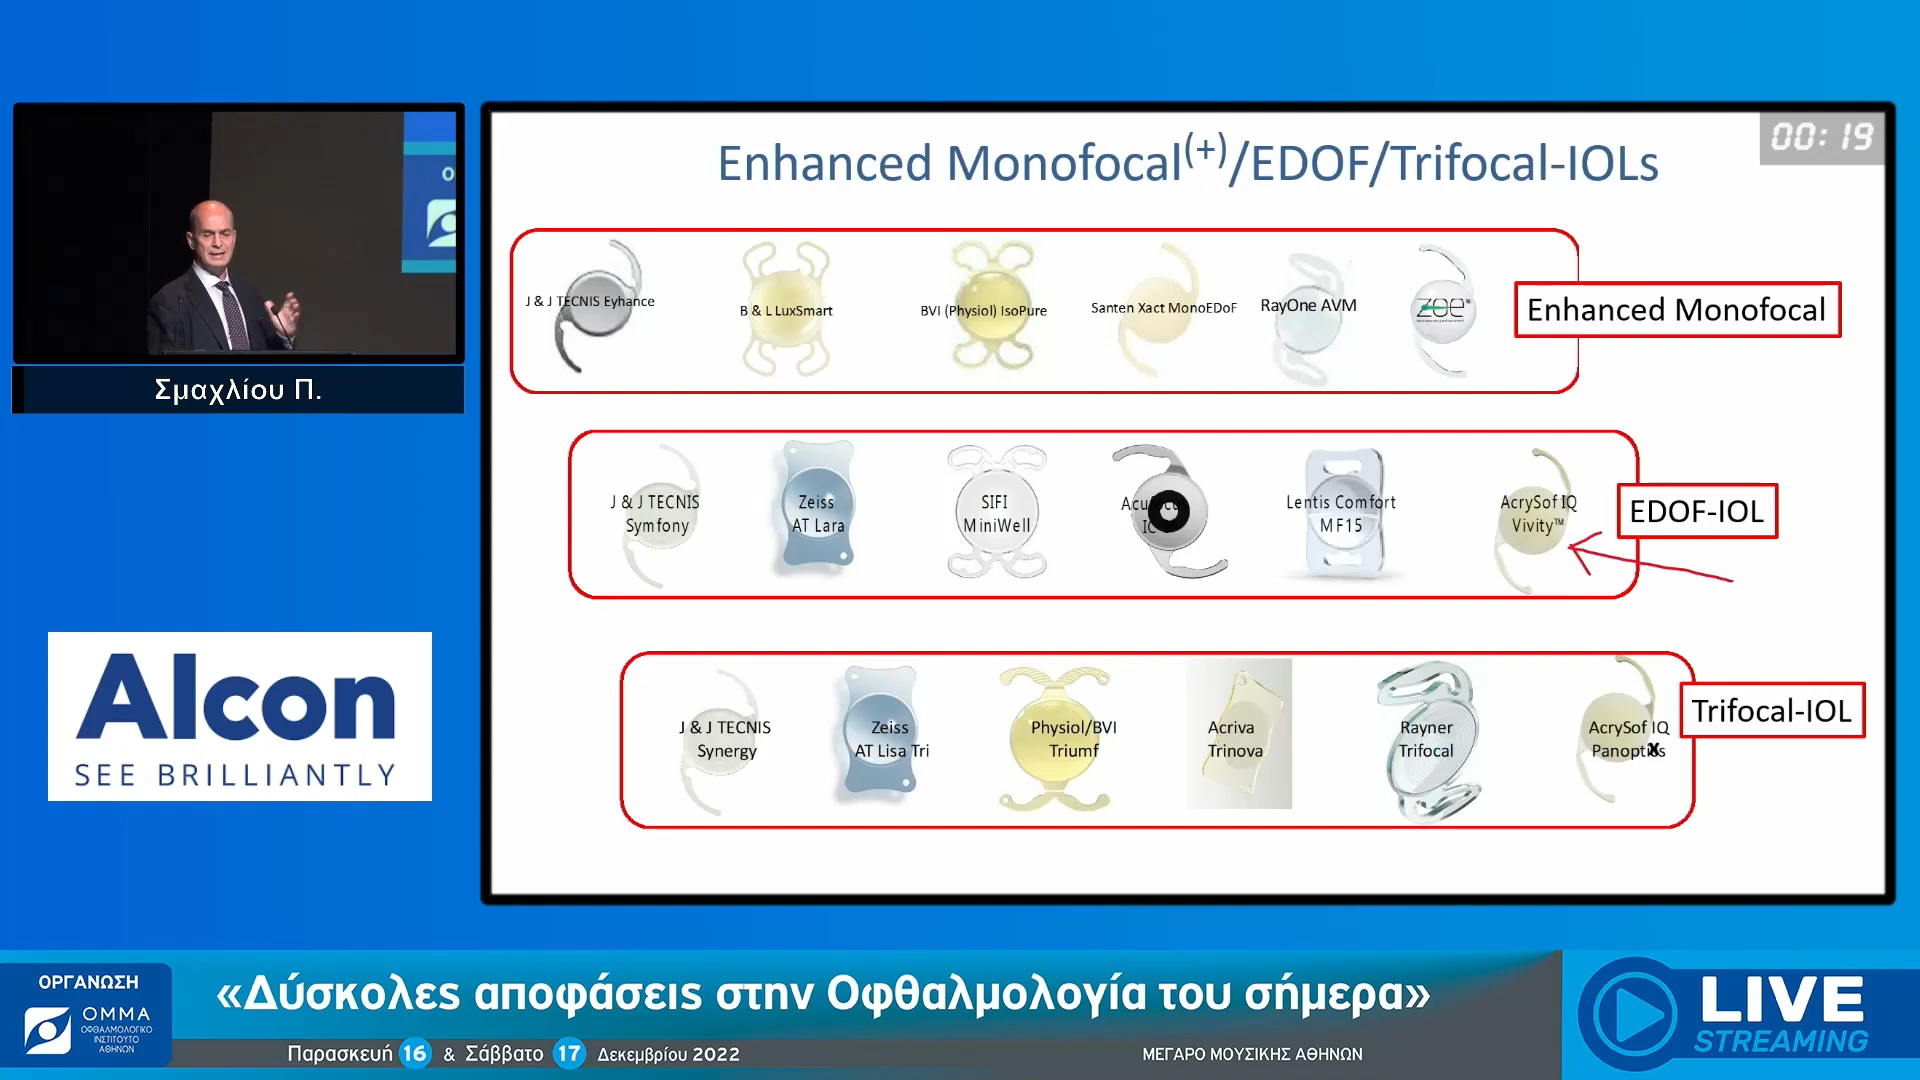 Enhanced Monofocal(+)/EDOF/Trifocal-IOLs
00:19
J & J TECNIS Eyhance
B & L LuxSmart
BVI (Physiol) IsoPure
Santen Xact MonoEDoF
RayOne AVM
zoe®
Enhanced Monofocal
J & J TECNIS
Symfony
Zeiss
AT Lara
SIFI
MiniWell
Lentis Comfort
MF15
AcrySof IQ
Vivity™
EDOF-IOL
J & J TECNIS
Synergy
Zeiss
AT Lisa Tri
Physiol/BVI
Triumf
Acriva
Trinova
Rayner
Trifocal
AcrySof IQ
Trifocal-IOL
Σμαχλίου Π.
Alcon
SEE BRILLIANTLY
ΟΡΓΑΝΩΣΗ
ΟΜΜΑ
ΟΦΘΑΛΜΟΛΟΓΙΚΟ
ΙΝΣΤΙΤΟΥΤΟ
ΑΘΗΝΩΝ
«Δύσκολες αποφάσεις στην Οφθαλμολογία του σήμερα»
Παρασκευή 16 & Σάββατο 17 Δεκεμβρίου 2022
ΜΕΓΑΡΟ ΜΟΥΣΙΚΗΣ ΑΘΗΝΩΝ
LIVE
STREAMING